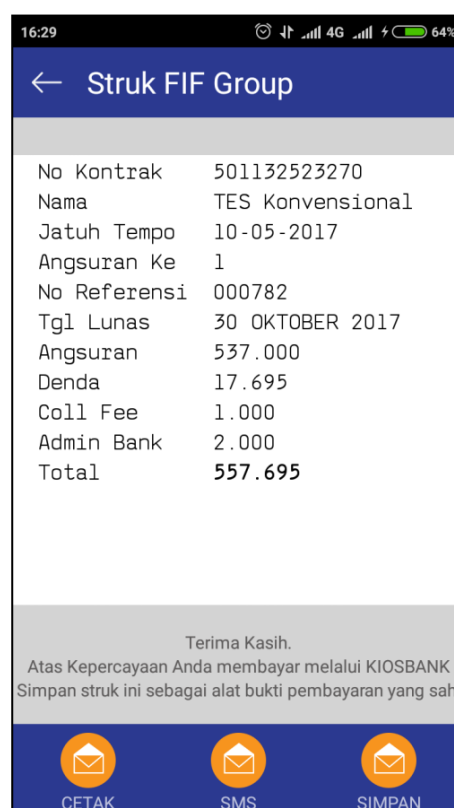 16:29 4G 64%
Struk FIF Group
No Kontrak 501132523270
Nama TES Konvensional
Jatuh Tempo 10-05-2017
Angsuran Ke 1
No Referensi 000782
Tgl Lunas 30 OKTOBER 2017
Angsuran 537.000
Denda 17.695
Coll Fee 1.000
Admin Bank 2.000
Total 557.695
Terima Kasih.
Atas Kepercayaan Anda membayar melalui KIOSBANK
Simpan struk ini sebagai alat bukti pembayaran yang sah
CETAK SMS SIMPAN